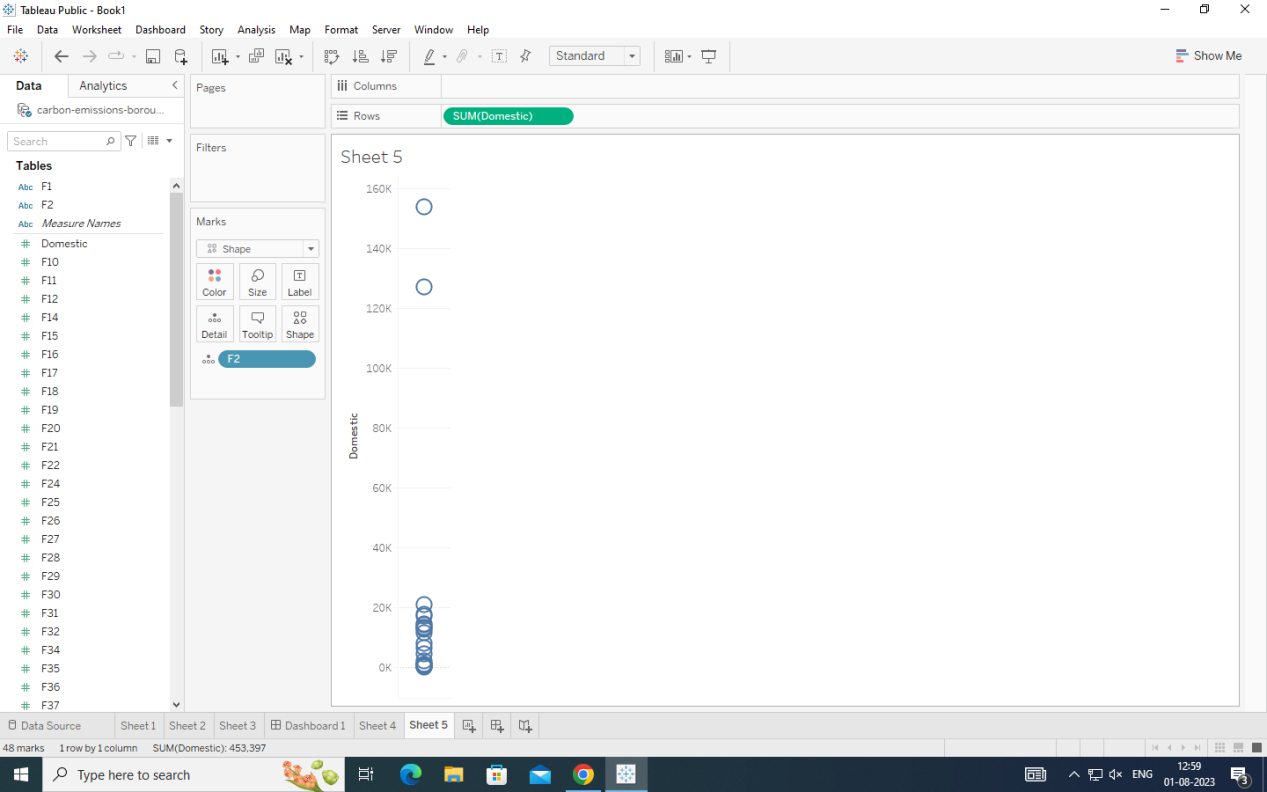 Tableau Public - Book1
File Data Worksheet Dashboard Story Analysis Map Format Server Window Help
Standard
Show Me
Data Analytics
carbon-emissions-borou...
Search
Tables
Abc F1
Abc F2
Abc Measure Names
# Domestic
# F10
# F11
# F12
# F14
# F15
# F16
# F17
# F18
# F19
# F20
# F21
# F22
# F24
# F25
# F26
# F27
# F28
# F29
# F30
# F31
# F32
# F34
# F35
# F36
# F37
Pages
Filters
Marks
Shape
Color Size Label
Detail Tooltip Shape
F2
Columns
Rows SUM(Domestic)
Sheet 5
160K
140K
120K
100K
80K
60K
40K
20K
0K
Domestic
Data Source Sheet 1 Sheet 2 Sheet 3 Dashboard 1 Sheet 4 Sheet 5
48 marks 1 row by 1 column SUM(Domestic): 453,397
Type here to search
ENG
12:59
01-08-2023
3